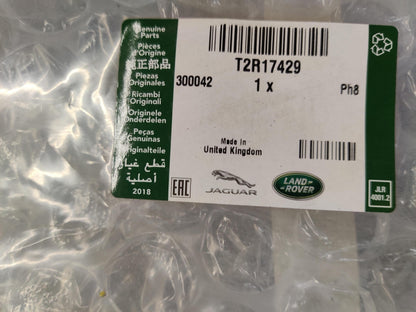 Genuine
Parts
Pièces
d'Origine
純正部品
Piezas
Originales
Ricambi
Originali
Originele
Onderdelen
Peças
Genuínas
Originalteile
قطع غيار
أصلية
2018
T2R17429
300042
1 x
Ph8
Made in
United Kingdom
EAC
JAGUAR
LAND-
ROVER
JLR
4001.2